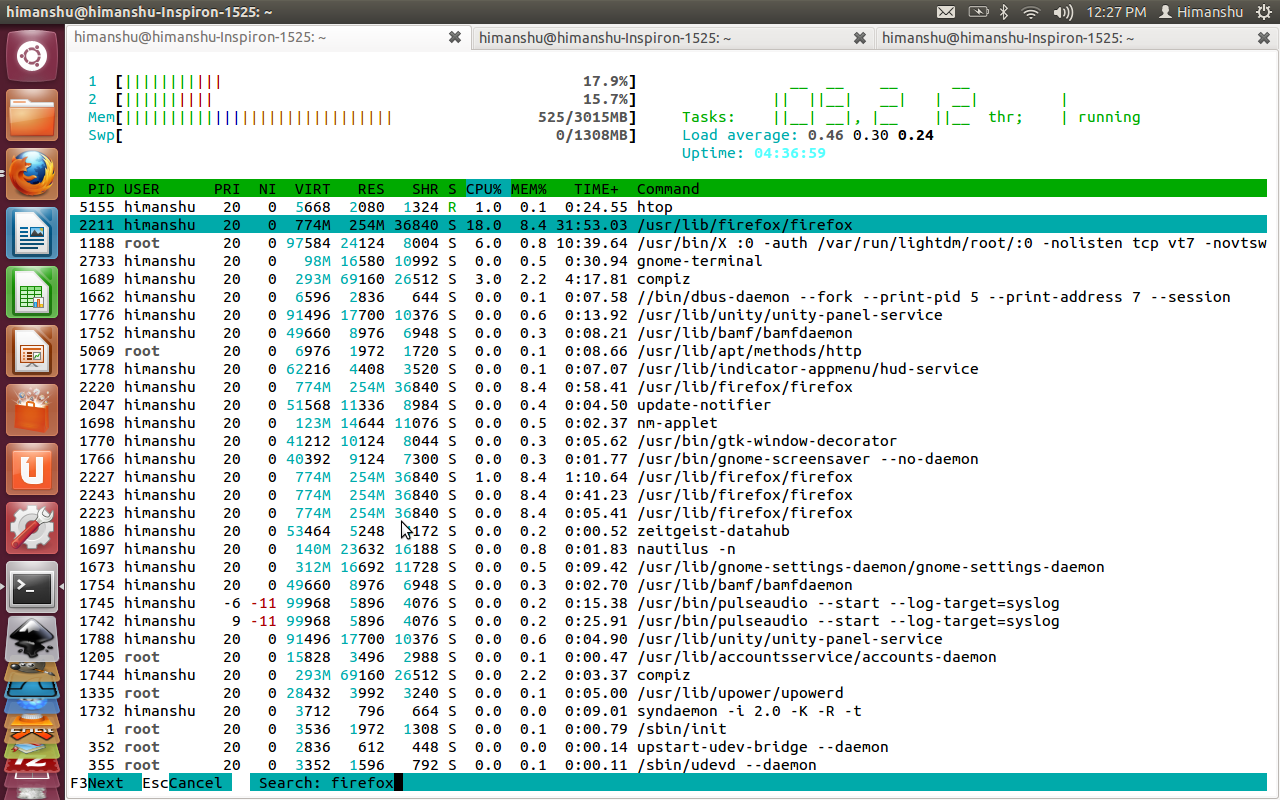 himanshu@himanshu-Inspiron-1525: ~ 12:27 PM Himanshu
himanshu@himanshu-Inspiron-1525: ~ himanshu@himanshu-Inspiron-1525: ~ himanshu@himanshu-Inspiron-1525: ~
1 [||||||||||| 17.9%]
2 [|||||||||| 15.7%]
Mem[|||||||||||||||||||||||||||||| 525/3015MB] Tasks: thr; running
Swp[ 0/1308MB] Load average: 0.46 0.30 0.24
Uptime: 04:36:59
PID USER PRI NI VIRT RES SHR S CPU% MEM% TIME+ Command
5155 himanshu 20 0 5668 2080 1324 R 1.0 0.1 0:24.55 htop
2211 himanshu 20 0 774M 254M 36840 S 18.0 8.4 31:53.03 /usr/lib/firefox/firefox
1188 root 20 0 97584 24124 8004 S 6.0 0.8 10:39.64 /usr/bin/X :0 -auth /var/run/lightdm/root/:0 -nolisten tcp vt7 -novtsw
2733 himanshu 20 0 98M 16580 10992 S 0.0 0.5 0:30.94 gnome-terminal
1689 himanshu 20 0 293M 69160 26512 S 3.0 2.2 4:17.81 compiz
1662 himanshu 20 0 6596 2836 644 S 0.0 0.1 0:07.58 //bin/dbus-daemon --fork --print-pid 5 --print-address 7 --session
1776 himanshu 20 0 91496 17700 10376 S 0.0 0.6 0:13.92 /usr/lib/unity/unity-panel-service
1752 himanshu 20 0 49660 8976 6948 S 0.0 0.3 0:08.21 /usr/lib/bamf/bamfdaemon
5069 root 20 0 6976 1972 1720 S 0.0 0.1 0:08.66 /usr/lib/apt/methods/http
1778 himanshu 20 0 62216 4408 3520 S 0.0 0.1 0:07.07 /usr/lib/indicator-appmenu/hud-service
2220 himanshu 20 0 774M 254M 36840 S 0.0 8.4 0:58.41 /usr/lib/firefox/firefox
2047 himanshu 20 0 51568 11336 8984 S 0.0 0.4 0:04.50 update-notifier
1698 himanshu 20 0 123M 14644 11076 S 0.0 0.5 0:02.37 nm-applet
1770 himanshu 20 0 41212 10124 8044 S 0.0 0.3 0:05.62 /usr/bin/gtk-window-decorator
1766 himanshu 20 0 40392 9124 7300 S 0.0 0.3 0:01.77 /usr/bin/gnome-screensaver --no-daemon
2227 himanshu 20 0 774M 254M 36840 S 1.0 8.4 1:10.64 /usr/lib/firefox/firefox
2243 himanshu 20 0 774M 254M 36840 S 0.0 8.4 0:41.23 /usr/lib/firefox/firefox
2223 himanshu 20 0 774M 254M 36840 S 0.0 8.4 0:05.41 /usr/lib/firefox/firefox
1886 himanshu 20 0 53464 5248 172 S 0.0 0.2 0:00.52 zeitgeist-datahub
1697 himanshu 20 0 140M 23632 16188 S 0.0 0.8 0:01.83 nautilus -n
1673 himanshu 20 0 312M 16692 11728 S 0.0 0.5 0:09.42 /usr/lib/gnome-settings-daemon/gnome-settings-daemon
1754 himanshu 20 0 49660 8976 6948 S 0.0 0.3 0:02.70 /usr/lib/bamf/bamfdaemon
1745 himanshu -6 -11 99968 5896 4076 S 0.0 0.2 0:15.38 /usr/bin/pulseaudio --start --log-target=syslog
1742 himanshu 9 -11 99968 5896 4076 S 0.0 0.2 0:25.91 /usr/bin/pulseaudio --start --log-target=syslog
1788 himanshu 20 0 91496 17700 10376 S 0.0 0.6 0:04.90 /usr/lib/unity/unity-panel-service
1205 root 20 0 15828 3496 2988 S 0.0 0.1 0:00.47 /usr/lib/accountsservice/accounts-daemon
1744 himanshu 20 0 293M 69160 26512 S 0.0 2.2 0:03.37 compiz
1335 root 20 0 28432 3992 3240 S 0.0 0.1 0:05.00 /usr/lib/upower/upowerd
1732 himanshu 20 0 3712 796 664 S 0.0 0.0 0:09.01 syndaemon -i 2.0 -K -R -t
1 root 20 0 3536 1972 1308 S 0.0 0.1 0:00.79 /sbin/init
352 root 20 0 2836 612 448 S 0.0 0.0 0:00.14 upstart-udev-bridge --daemon
355 root 20 0 3352 1596 792 S 0.0 0.1 0:00.11 /sbin/udevd --daemon
F3Next EscCancel Search: firefox